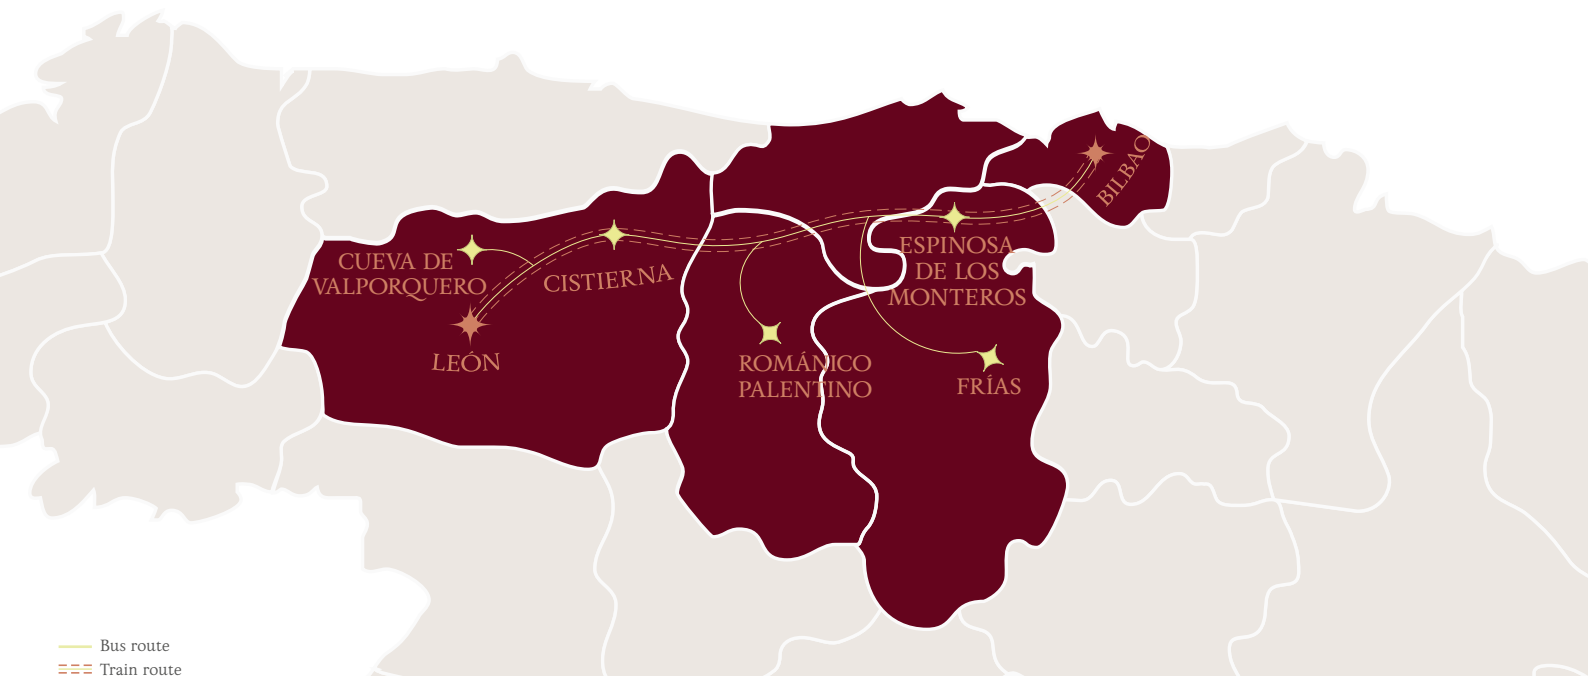 BILBAO
ESPINOSA
DE LOS
MONTEROS
CUEVA DE
VALPORQUERO
CISTIERNA
LEÓN
ROMÁNICO
PALENTINO
FRÍAS
Bus route
Train route